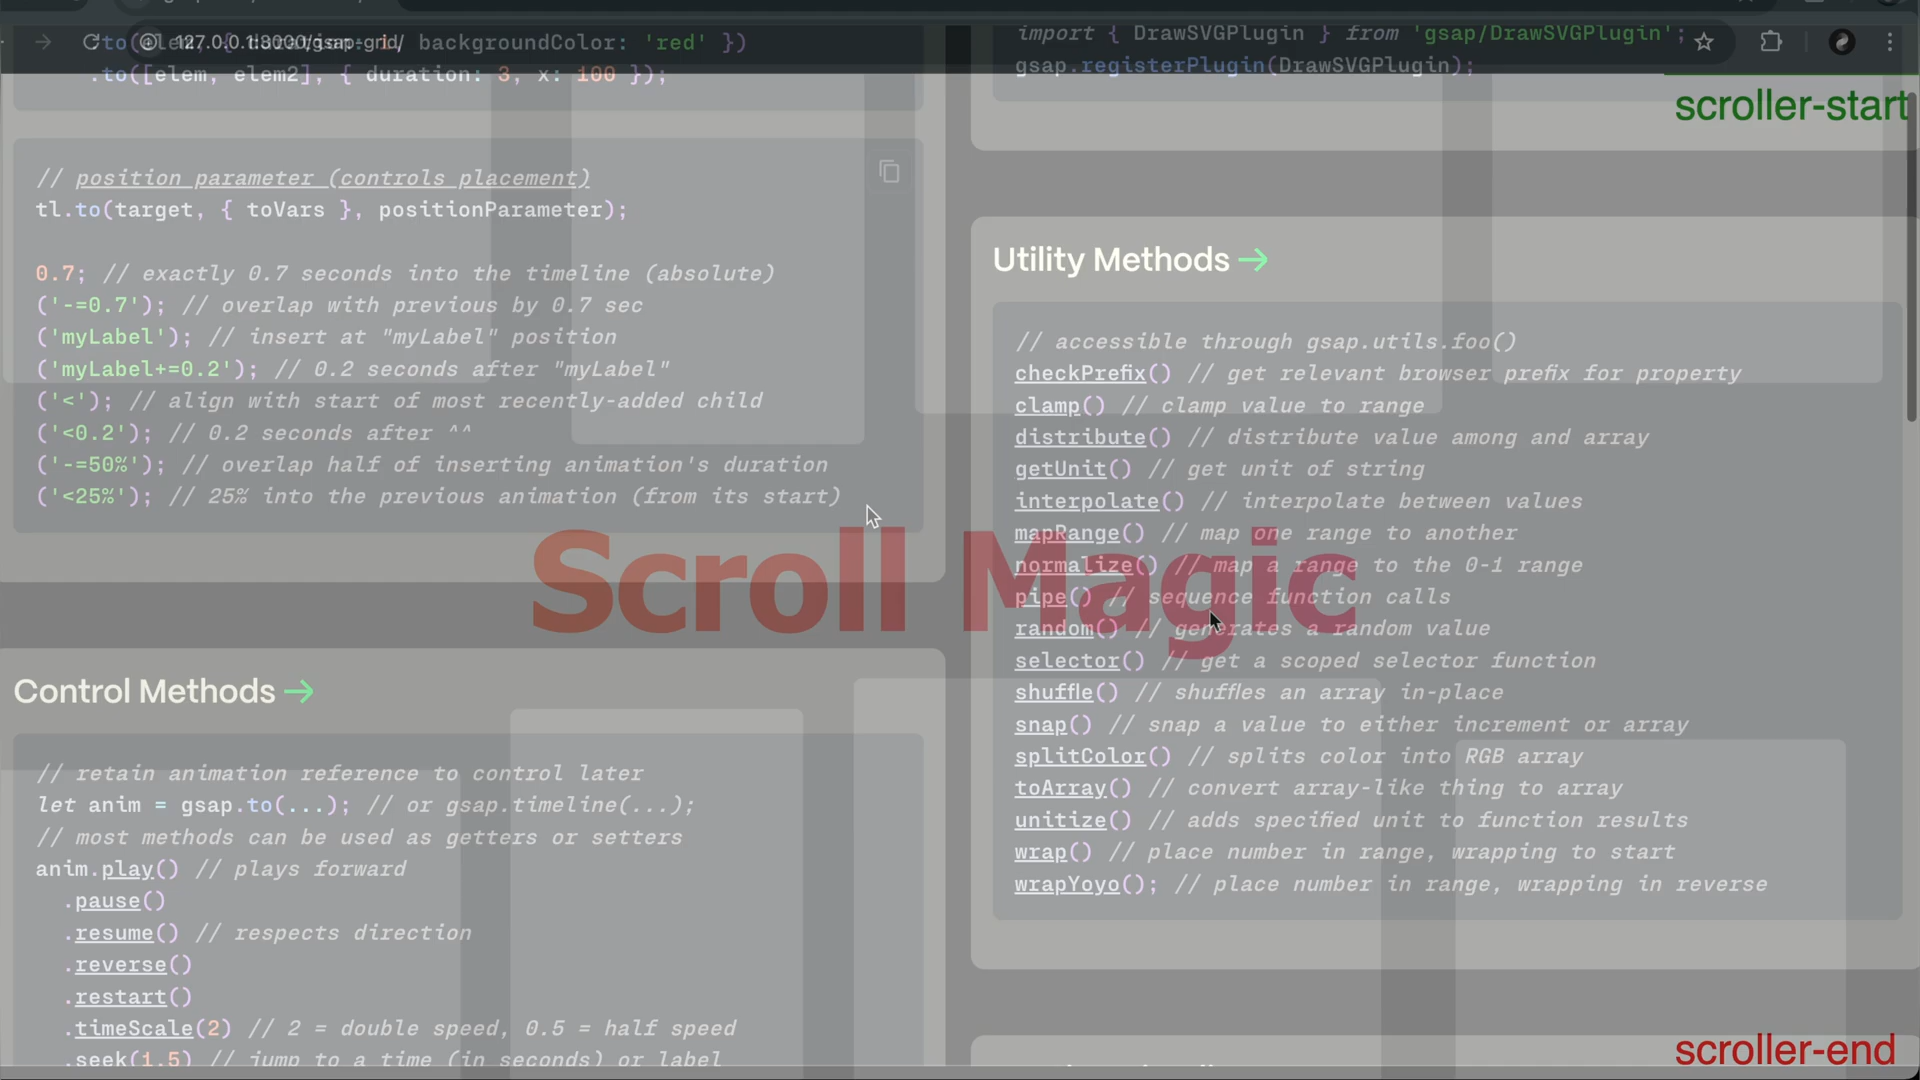 127.0.0.1:3000/gsap-grid/
backgroundColor: 'red' })
.to([elem, elem2], { duration: 3, x: 100 });
// position parameter (controls placement)
tl.to(target, { toVars }, positionParameter);
0.7; // exactly 0.7 seconds into the timeline (absolute)
('-=0.7'); // overlap with previous by 0.7 sec
('myLabel'); // insert at "myLabel" position
('myLabel+=0.2'); // 0.2 seconds after "myLabel"
('<'); // align with start of most recently-added child
('<0.2'); // 0.2 seconds after ^^
('-=50%'); // overlap half of inserting animation's duration
('<25%'); // 25% into the previous animation (from its start)
Control Methods →
// retain animation reference to control later
let anim = gsap.to(...); // or gsap.timeline(...);
// most methods can be used as getters or setters
anim.play() // plays forward
.pause()
.resume() // respects direction
.reverse()
.restart()
.timeScale(2) // 2 = double speed, 0.5 = half speed
.seek(1.5) // jump to a time (in seconds) or label
import { DrawSVGPlugin } from 'gsap/DrawSVGPlugin';
gsap.registerPlugin(DrawSVGPlugin);
Utility Methods →
// accessible through gsap.utils.foo()
checkPrefix() // get relevant browser prefix for property
clamp() // clamp value to range
distribute() // distribute value among and array
getUnit() // get unit of string
interpolate() // interpolate between values
mapRange() // map one range to another
normalize() // map a range to the 0-1 range
pipe() // sequence function calls
random() // generates a random value
selector() // get a scoped selector function
shuffle() // shuffles an array in-place
snap() // snap a value to either increment or array
splitColor() // splits color into RGB array
toArray() // convert array-like thing to array
unitize() // adds specified unit to function results
wrap() // place number in range, wrapping to start
wrapYoyo(); // place number in range, wrapping in reverse
Scroll Magic
scroller-start
scroller-end